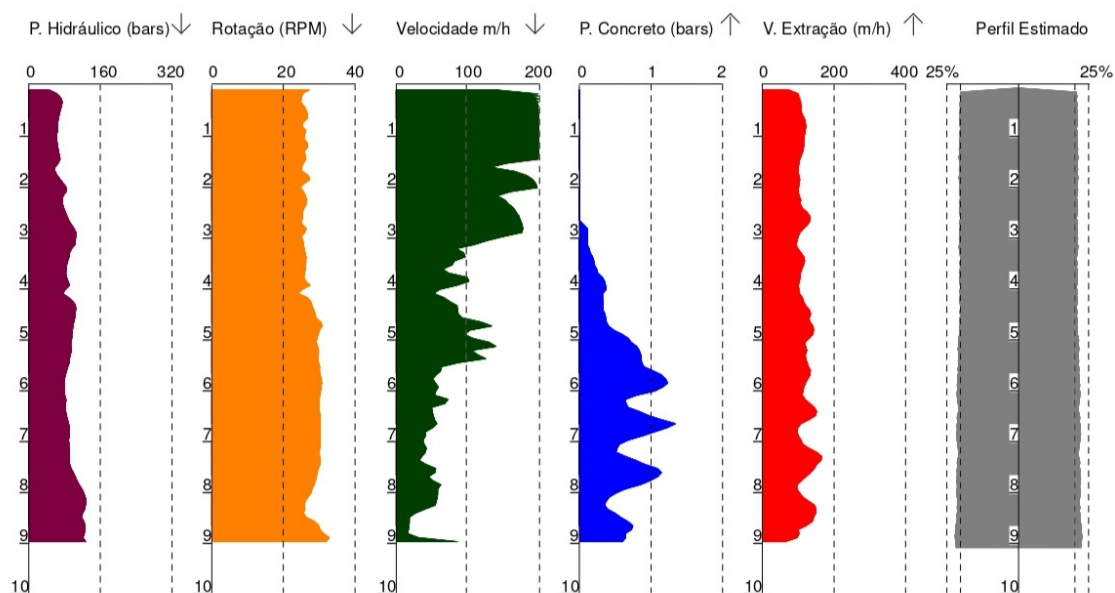 P. Hidráulico (bars) Rotação (RPM) Velocidade m/h P. Concreto (bars) V. Extração (m/h) Perfil Estimado
0 160 320 0 20 40 0 100 200 0 1 2 0 200 400 25% 25%
1 1 1 1 1 1
2 2 2 2 2 2
3 3 3 3 3 3
4 4 4 4 4 4
5 5 5 5 5 5
6 6 6 6 6 6
7 7 7 7 7 7
8 8 8 8 8 8
9 9 9 9 9 9
10 10 10 10 10 10